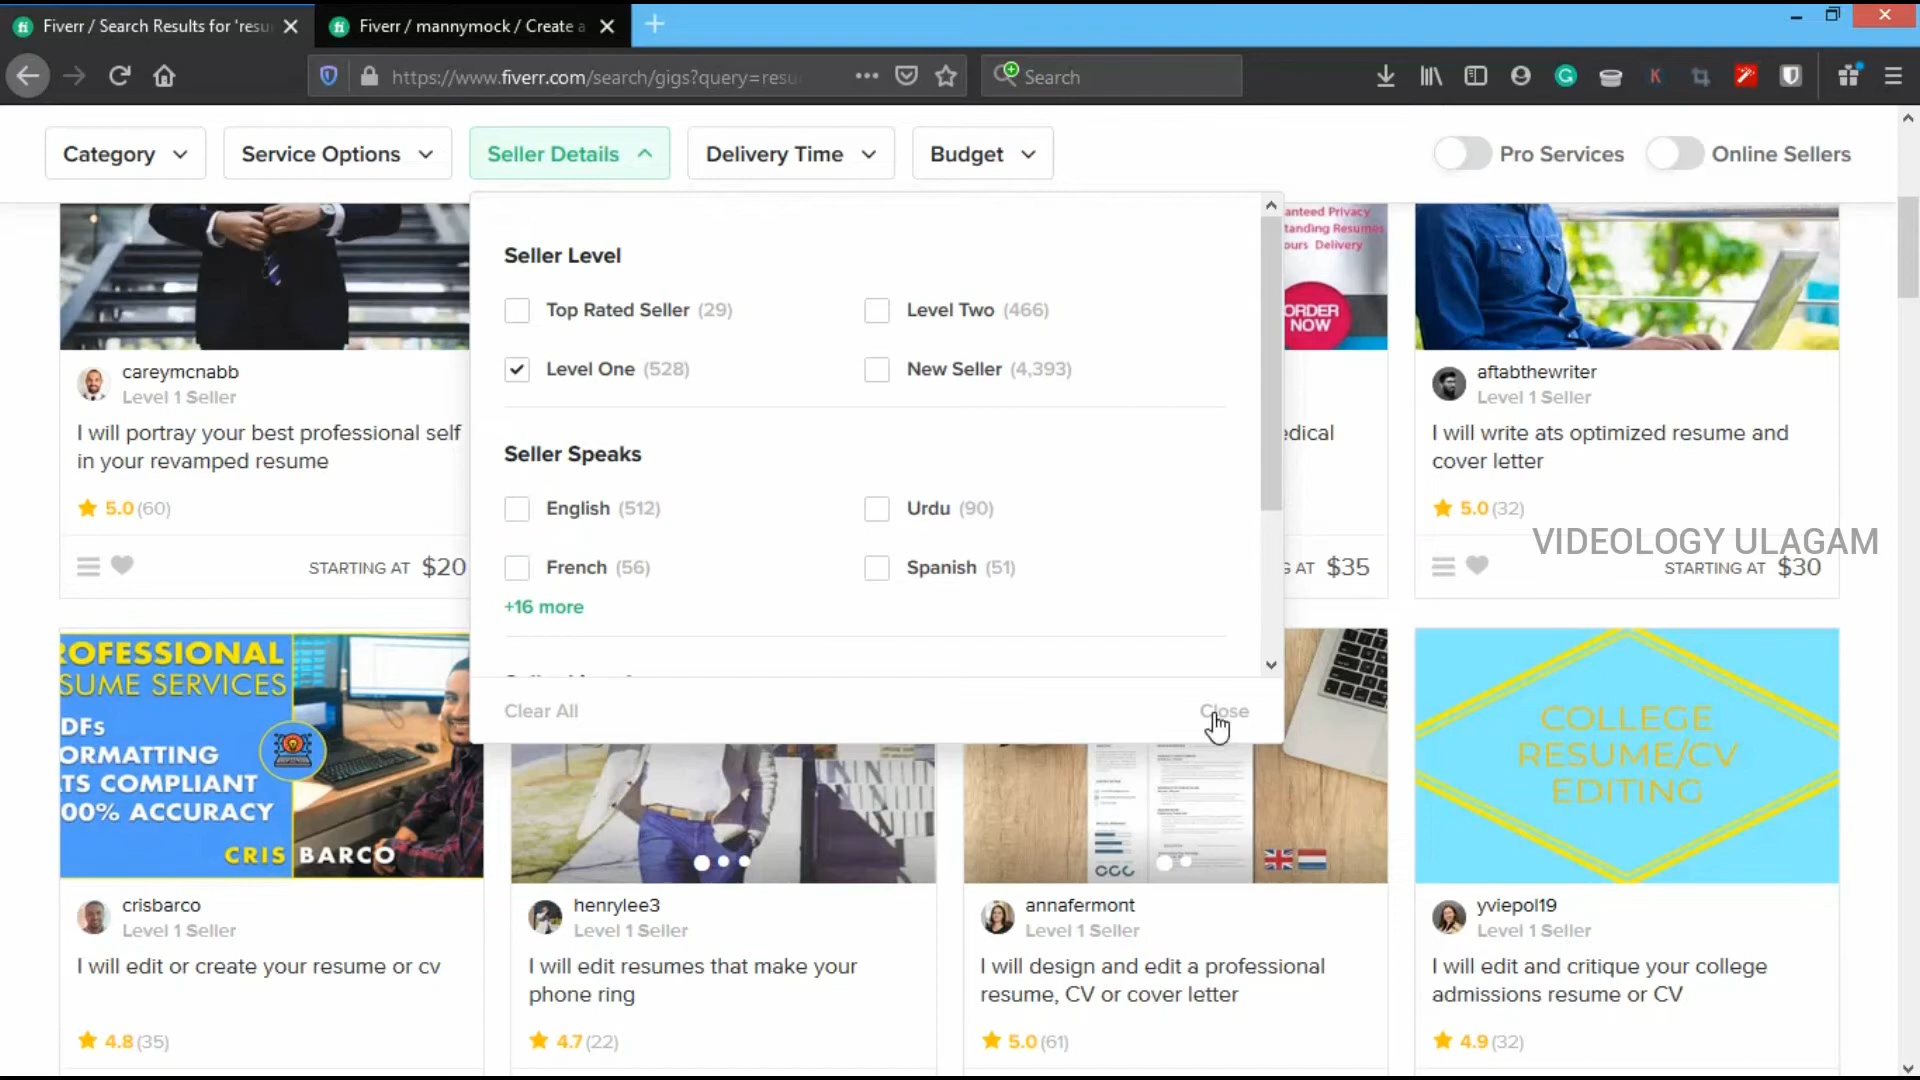 Fiverr / Search Results for 'resu
Fiverr / mannymock / Create a
https://www.fiverr.com/search/gigs?query=resu
Search
Category
Service Options
Seller Details
Delivery Time
Budget
Pro Services
Online Sellers
Seller Level
Top Rated Seller (29)
Level Two (466)
Level One (528)
New Seller (4,393)
Seller Speaks
English (512)
Urdu (90)
French (56)
Spanish (51)
+16 more
Clear All
Close
anteed Privacy
tanding Resumes
ours Delivery
ORDER
NOW
careymcnabb
Level 1 Seller
I will portray your best professional self
in your revamped resume
5.0 (60)
STARTING AT $20
edical
AT $35
aftabthewriter
Level 1 Seller
I will write ats optimized resume and
cover letter
5.0 (32)
VIDEOLOGY ULAGAM
STARTING AT $30
ROFESSIONAL
SUME SERVICES
DFs
ORMATTING
TS COMPLIANT
00% ACCURACY
CRIS BARCO
COLLEGE
RESUME/CV
EDITING
crisbarco
Level 1 Seller
I will edit or create your resume or cv
4.8 (35)
henrylee3
Level 1 Seller
I will edit resumes that make your
phone ring
4.7 (22)
annafermont
Level 1 Seller
I will design and edit a professional
resume, CV or cover letter
5.0 (61)
yviepol19
Level 1 Seller
I will edit and critique your college
admissions resume or CV
4.9 (32)